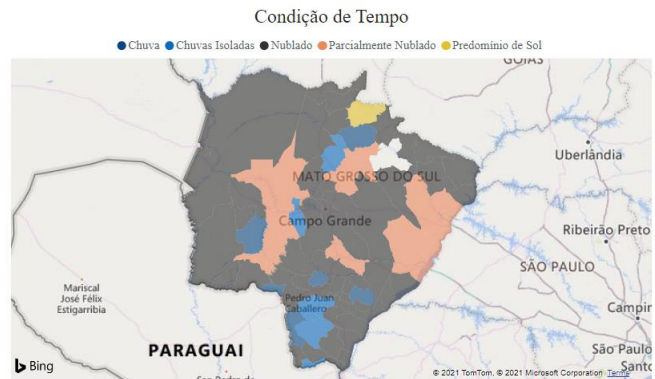 Condição de Tempo
Chuva Chuvas Isoladas Nublado Parcialmente Nublado Predomínio de Sol
GOIÁS
Uberlândia
MATO GROSSO DO SUL
Campo Grande
Ribeirão Preto
SÃO PAULO
Mariscal
José Félix
Estigarribia
Pedro Juan
Caballero
Campin
PARAGUAI
São Paulo
Santo
Bing
© 2021 TomTom, © 2021 Microsoft Corporation Terms